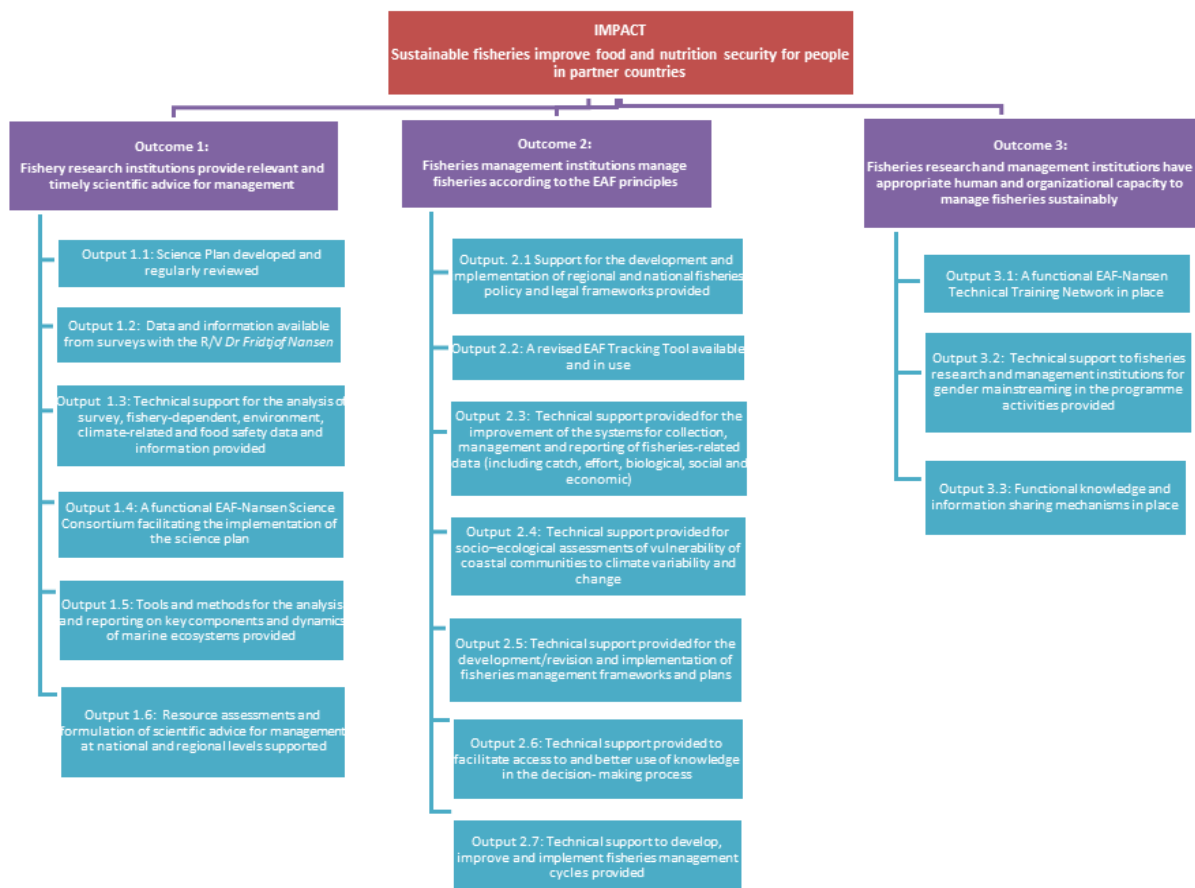 IMPACT
Sustainable fisheries improve food and nutrition security for people
in partner countries
Outcome 1:
Fishery research institutions provide relevant and
timely scientific advice for management
Output 1.1: Science Plan developed and
regularly reviewed
Output 1.2: Data and information available
from surveys with the R/V Dr Fridtjof Nansen
Output 1.3: Technical support for the analysis of
survey, fishery-dependent, environment,
climate-related and food safety data and
information provided
Output 1.4: A functional EAF-Nansen Science
Consortium facilitating the implementation of
the science plan
Output 1.5: Tools and methods for the analysis
and reporting on key components and dynamics
of marine ecosystems provided
Output 1.6: Resource assessments and
formulation of scientific advice for management
at national and regional levels supported
Outcome 2:
Fisheries management institutions manage
fisheries according to the EAF principles
Output. 2.1 Support for the development and
mplementation of regional and national fisheries
policy and legal frameworks provided
Output 2.2: A revised EAF Tracking Tool available
and in use
Output 2.3: Technical support provided for the
improvement of the systems for collection,
management and reporting of fisheries-related
data (including catch, effort, biological, social and
economic)
Output 2.4: Technical support provided for
socio–ecological assessments of vulnerability of
coastal communities to climate variability and
change
Output 2.5: Technical support provided for the
development/revision and implementation of
fisheries management frameworks and plans
Output 2.6: Technical support provided to
facilitate access to and better use of knowledge
in the decision- making process
Output 2.7: Technical support to develop,
improve and implement fisheries management
cycles provided
Outcome 3:
Fisheries research and management institutions have
appropriate human and organizational capacity to
manage fisheries sustainably
Output 3.1: A functional EAF-Nansen
Technical Training Network in place
Output 3.2: Technical support to fisheries
research and management institutions for
gender mainstreaming in the programme
activities provided
Output 3.3: Functional knowledge and
information sharing mechanisms in place